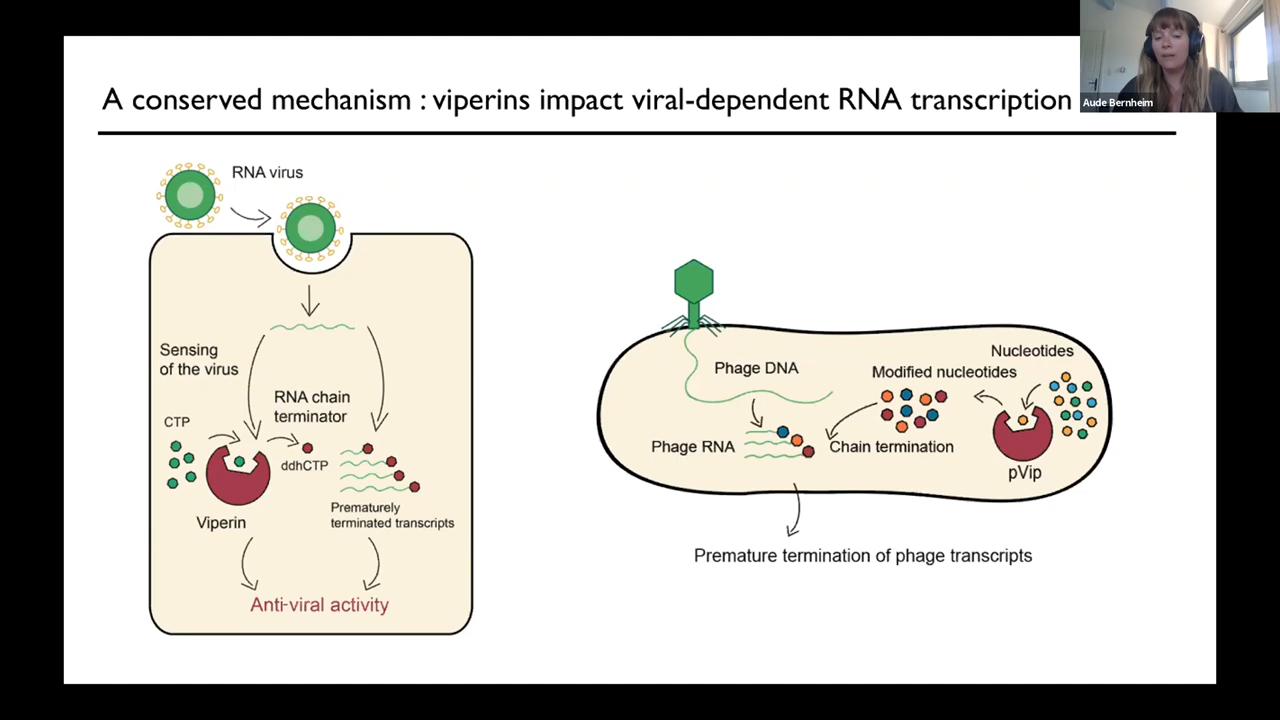 A conserved mechanism : viperins impact viral-dependent RNA transcription
Aude Bernheim
RNA virus
Sensing
of the virus
RNA chain
terminator
CTP
ddhCTP
Viperin
Prematurely
terminated transcripts
Anti-viral activity
Nucleotides
Phage DNA
Modified nucleotides
Phage RNA
Chain termination
pVip
Premature termination of phage transcripts